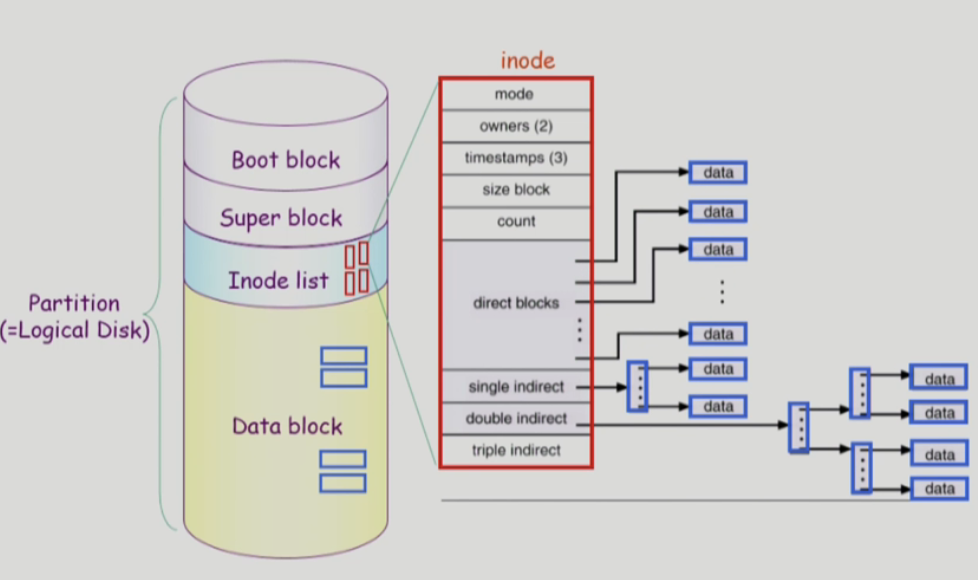 inode
mode
owners (2)
timestamps (3)
size block
count
direct blocks
single indirect
double indirect
triple indirect
Boot block
Super block
Inode list
Data block
Partition
(=Logical Disk)
data
data
data
data
data
data
data
data
data
data